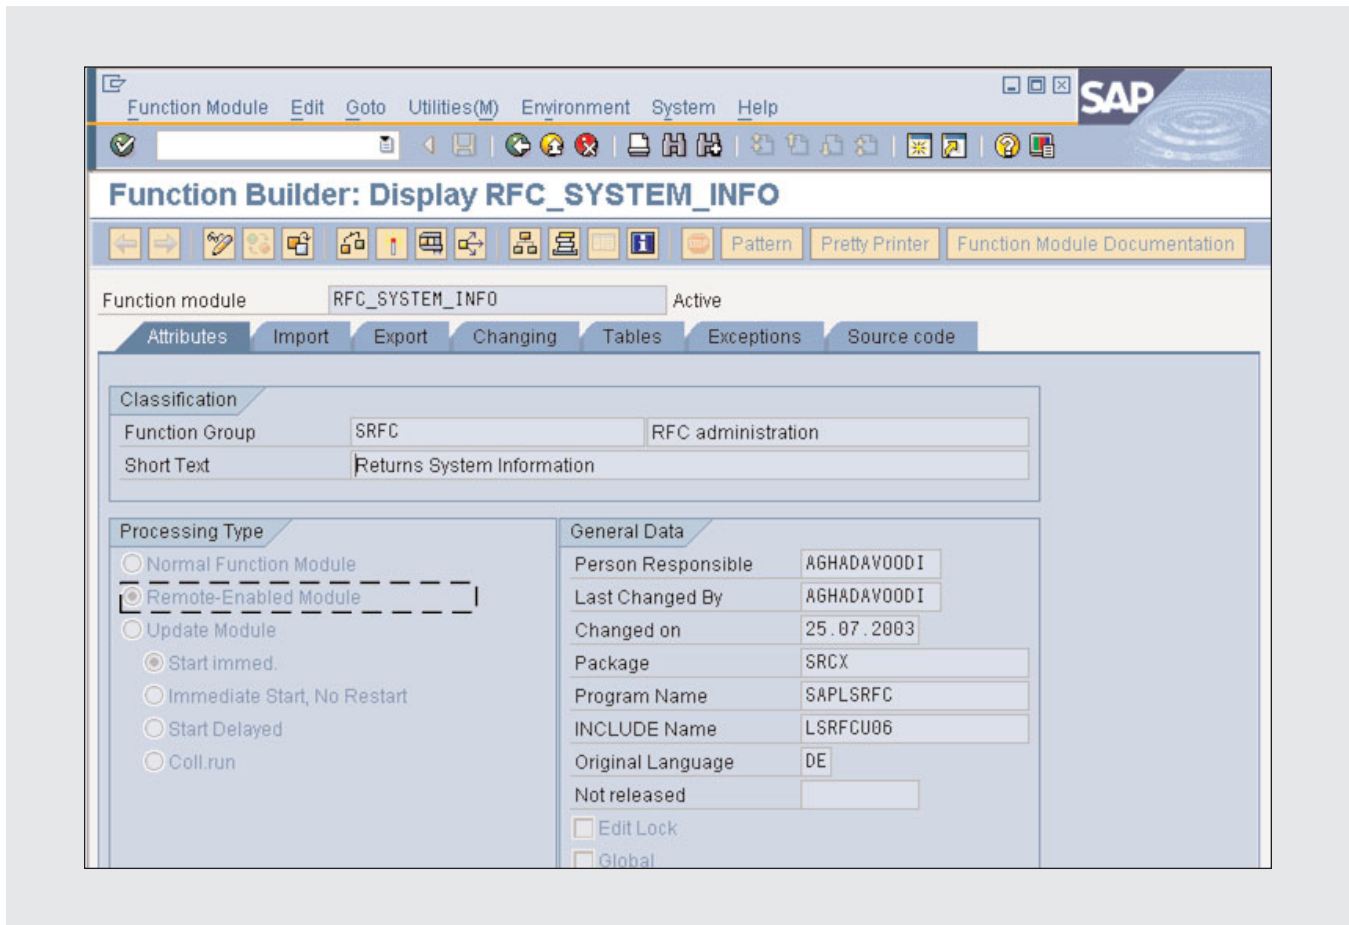 Function Module Edit Goto Utilities(M) Environment System Help
SAP
Function Builder: Display RFC_SYSTEM_INFO
Pattern Pretty Printer Function Module Documentation
Function module RFC_SYSTEM_INFO Active
Attributes Import Export Changing Tables Exceptions Source code
Classification
Function Group SRFC RFC administration
Short Text Returns System Information
Processing Type
Normal Function Module
Remote-Enabled Module
Update Module
Start immed.
Immediate Start, No Restart
Start Delayed
Coll.run
General Data
Person Responsible AGHADAVOODI
Last Changed By AGHADAVOODI
Changed on 25.07.2003
Package SRCX
Program Name SAPLSRFC
INCLUDE Name LSRFCU06
Original Language DE
Not released
Edit Lock
Global